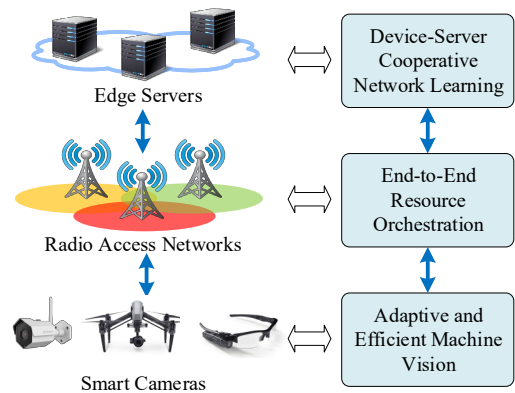 Edge Servers
Device-Server
Cooperative
Network Learning
Radio Access Networks
End-to-End
Resource
Orchestration
Smart Cameras
Adaptive and
Efficient Machine
Vision